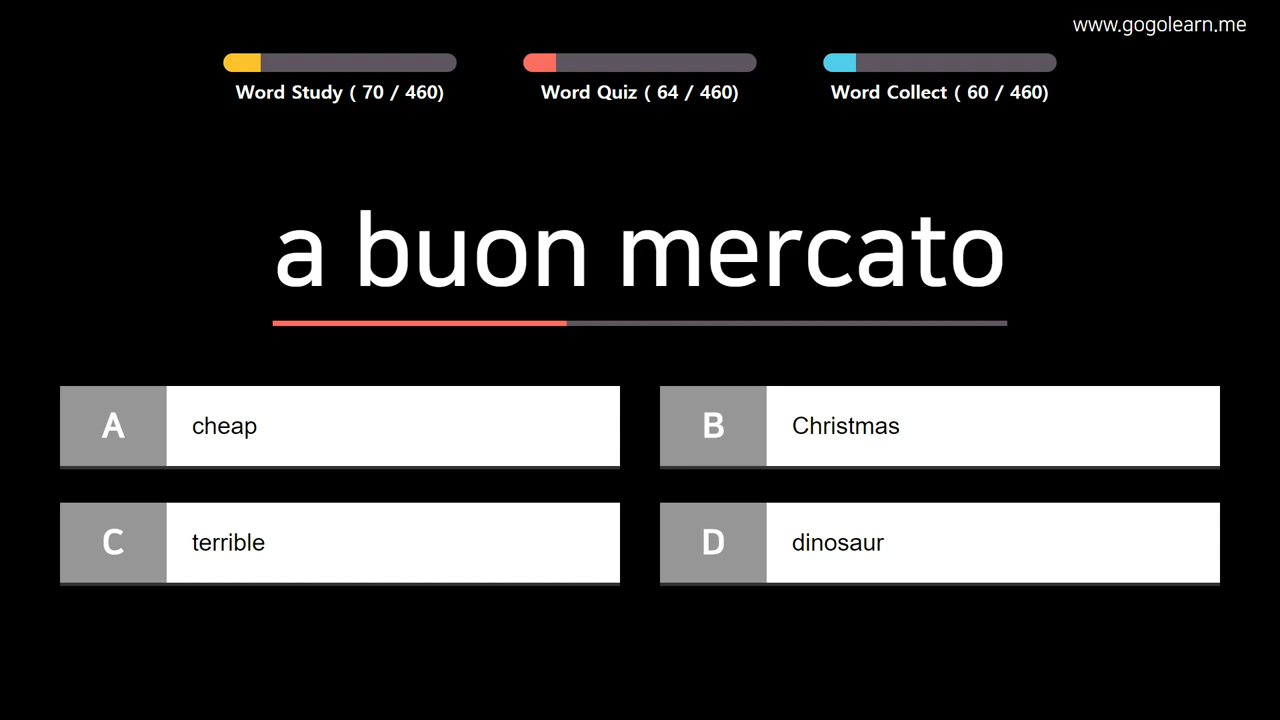 www.gogolearn.me
Word Study ( 70 / 460)
Word Quiz ( 64 / 460)
Word Collect ( 60 / 460)
a buon mercato
A cheap
B Christmas
C terrible
D dinosaur